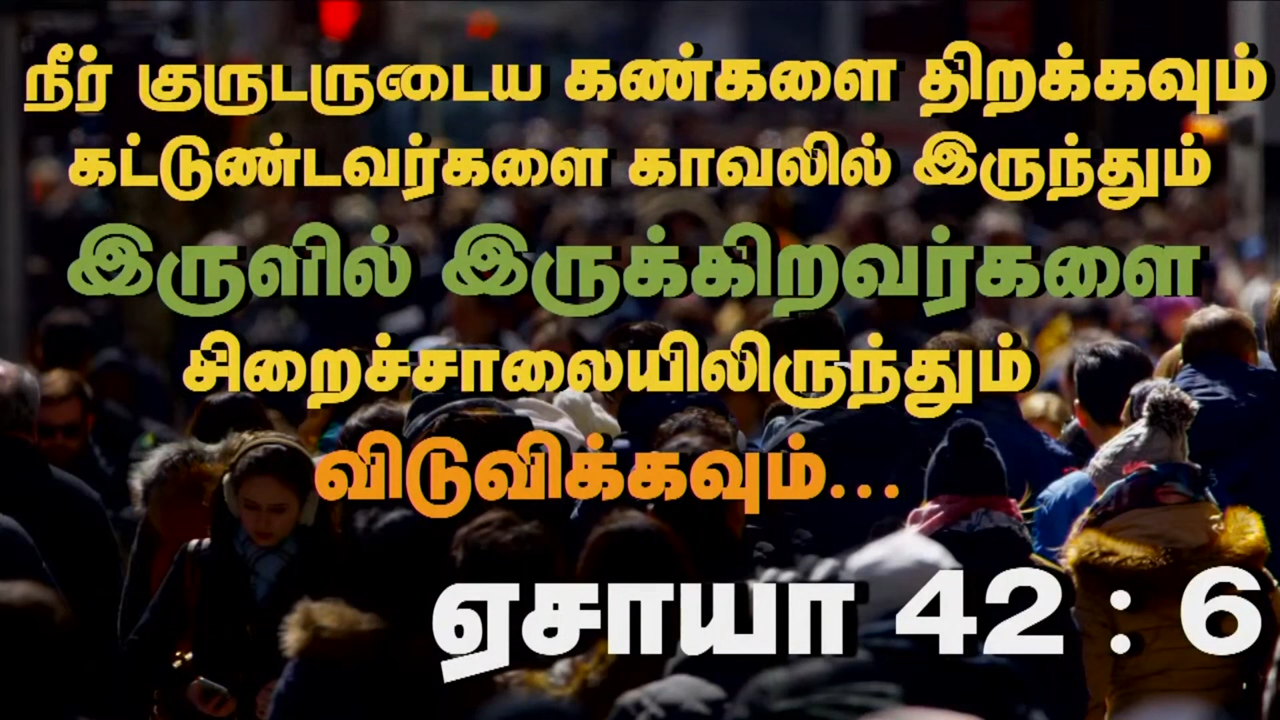 நீர் குருடருடைய கண்களை திறக்கவும்
கட்டுண்டவர்களை காவலில் இருந்தும்
இருளில் இருக்கிறவர்களை
சிறைச்சாலையிலிருந்தும்
விடுவிக்கவும்...
ஏசாயா 42 : 6